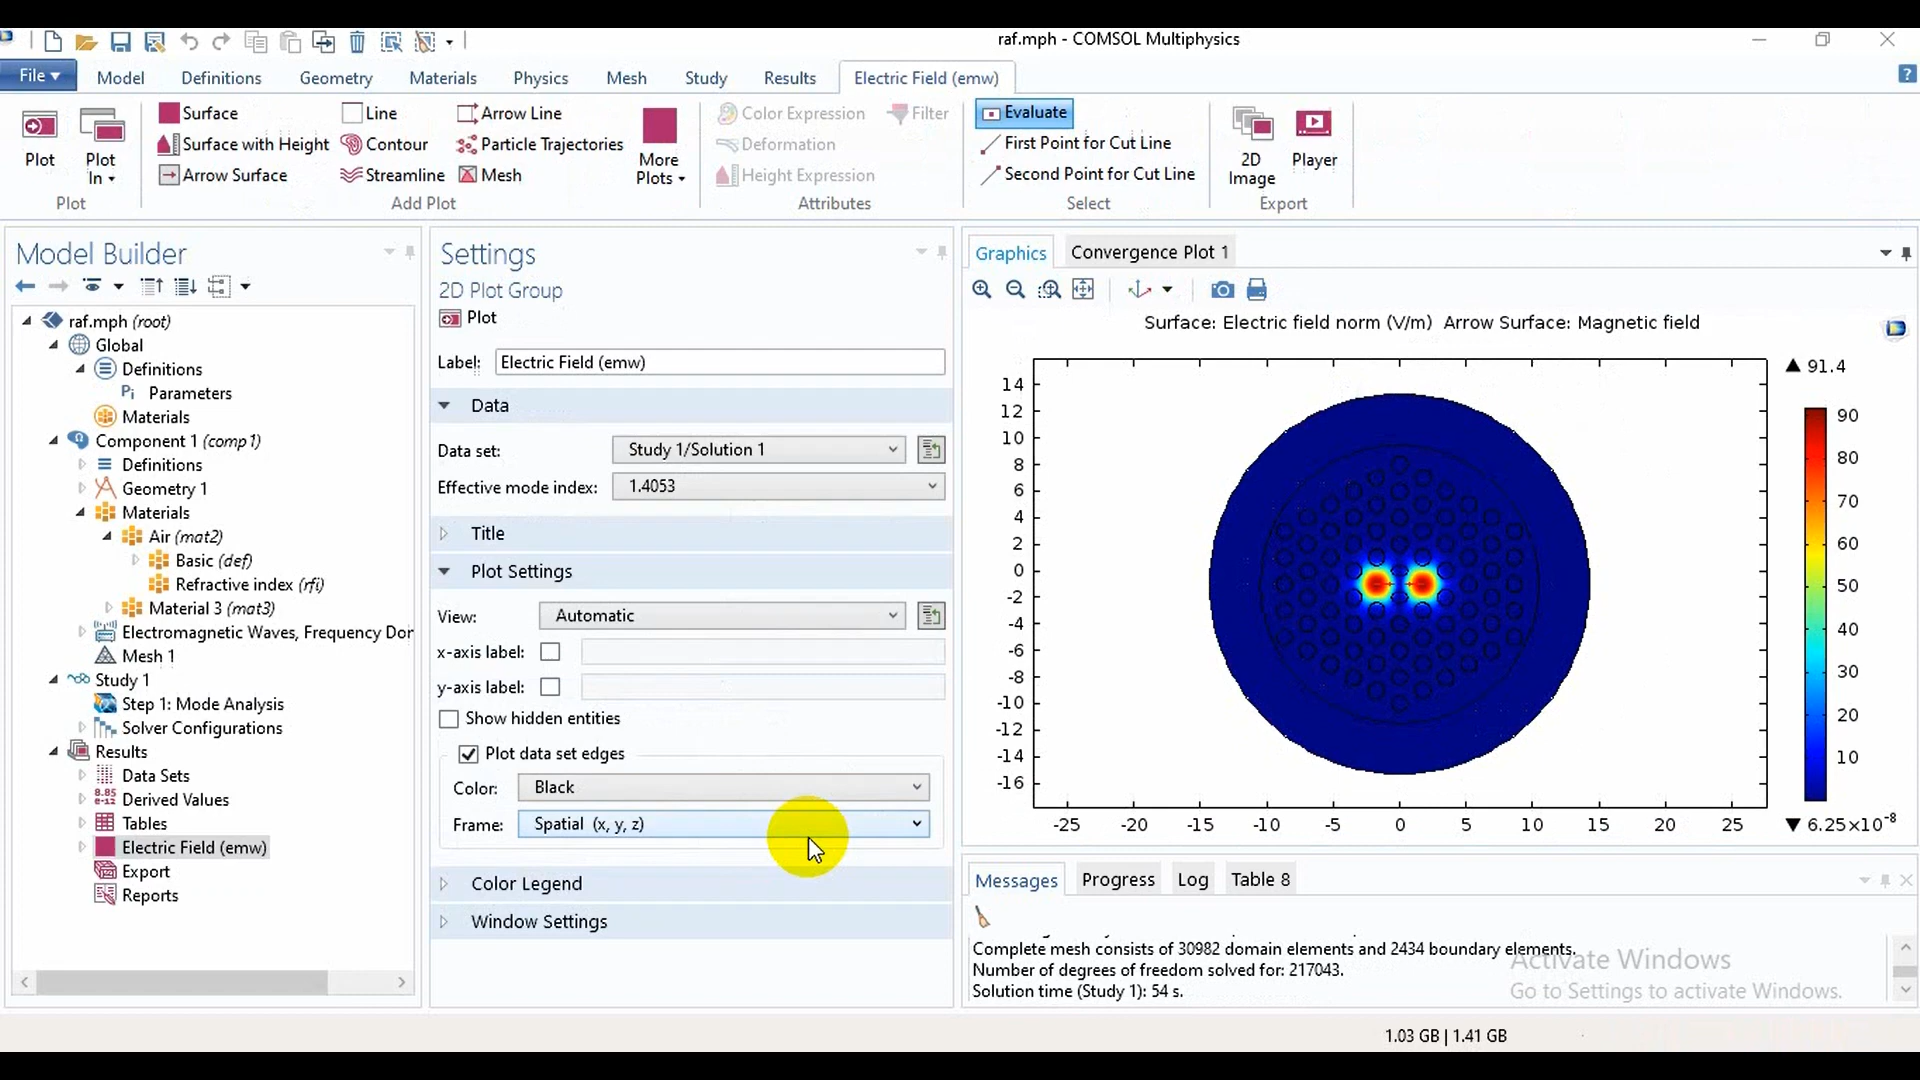 raf.mph - COMSOL Multiphysics
File Model Definitions Geometry Materials Physics Mesh Study Results Electric Field (emw)
Plot
Plot In
Plot
Surface
Surface with Height
Arrow Surface
Line
Contour
Streamline
Arrow Line
Particle Trajectories
Mesh
More Plots
Add Plot
Color Expression
Filter
Deformation
Height Expression
Attributes
Evaluate
First Point for Cut Line
Second Point for Cut Line
Select
2D Image
Player
Export
Model Builder
raf.mph (root)
Global
Definitions
Pi Parameters
Materials
Component 1 (comp1)
Definitions
Geometry 1
Materials
Air (mat2)
Basic (def)
Refractive index (rfi)
Material 3 (mat3)
Electromagnetic Waves, Frequency Dor
Mesh 1
Study 1
Step 1: Mode Analysis
Solver Configurations
Results
Data Sets
8.85 e-12 Derived Values
Tables
Electric Field (emw)
Export
Reports
Settings
2D Plot Group
Plot
Label: Electric Field (emw)
Data
Data set: Study 1/Solution 1
Effective mode index: 1.4053
Title
Plot Settings
View: Automatic
x-axis label:
y-axis label:
Show hidden entities
Plot data set edges
Color: Black
Frame: Spatial (x, y, z)
Color Legend
Window Settings
Graphics Convergence Plot 1
Surface: Electric field norm (V/m) Arrow Surface: Magnetic field
14
12
10
8
6
4
2
0
-2
-4
-6
-8
-10
-12
-14
-16
-25 -20 -15 -10 -5 0 5 10 15 20 25
▲ 91.4
90
80
70
60
50
40
30
20
10
▼ 6.25×10⁻⁸
Messages Progress Log Table 8
Complete mesh consists of 30982 domain elements and 2434 boundary elements.
Number of degrees of freedom solved for: 217043.
Solution time (Study 1): 54 s.
Activate Windows
Go to Settings to activate Windows.
1.03 GB | 1.41 GB